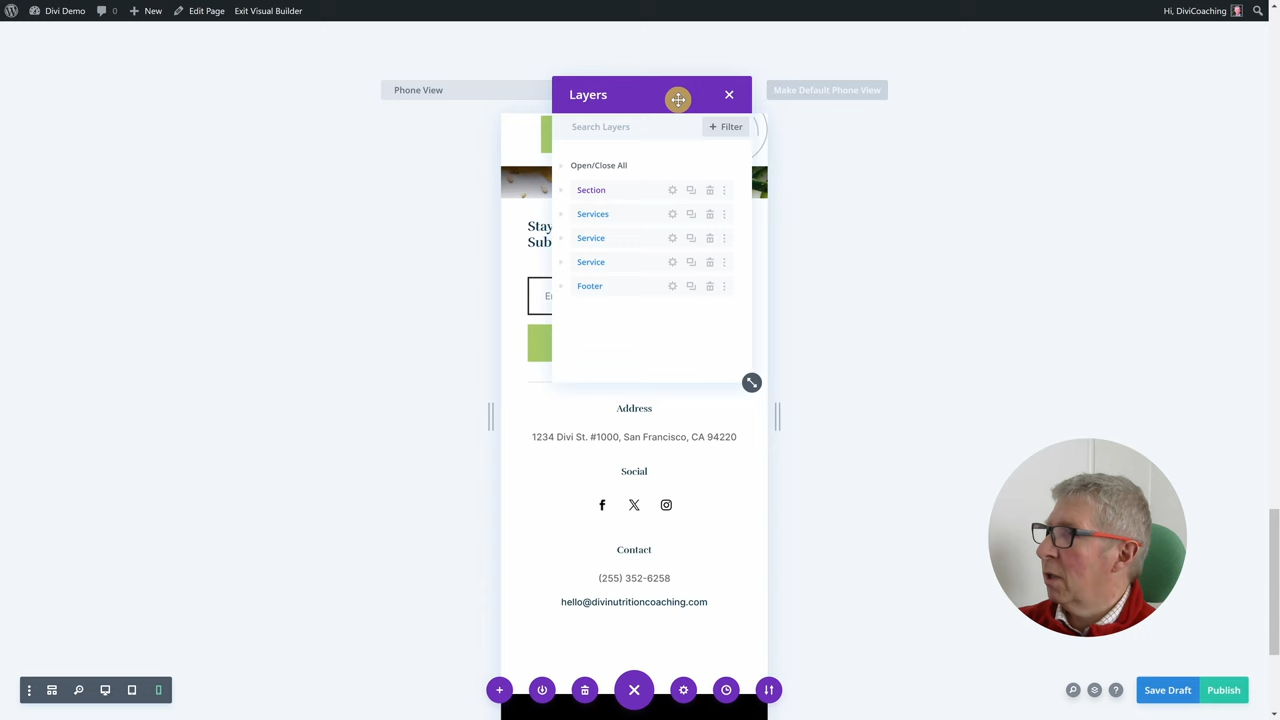 Divi Demo 0 New Edit Page Exit Visual Builder Hi, DiviCoaching
Phone View
Layers
Make Default Phone View
Search Layers
+ Filter
Open/Close All
Section
Services
Service
Service
Footer
Stay
Sub
Address
1234 Divi St. #1000, San Francisco, CA 94220
Social
Contact
(255) 352-6258
hello@divinutritioncoaching.com
Save Draft
Publish